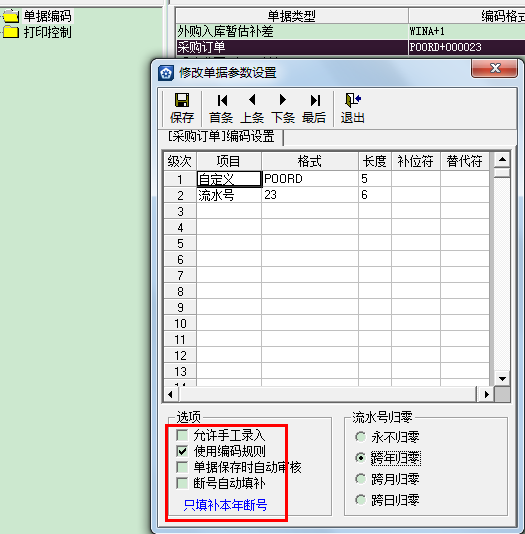 单据编码
打印控制
单据类型 编码格式
外购入库暂估补差 WINA+1
采购订单 POORD+000023
修改单据参数设置
保存 首条 上条 下条 最后 退出
[采购订单]编码设置
级次 项目 格式 长度 补位符 替代符
1 自定义 POORD 5
2 流水号 23 6
3
4
5
6
7
8
9
10
11
12
13
选项
允许手工录入
使用编码规则
单据保存时自动审核
断号自动填补
只填补本年断号
流水号归零
永不归零
跨年归零
跨月归零
跨日归零